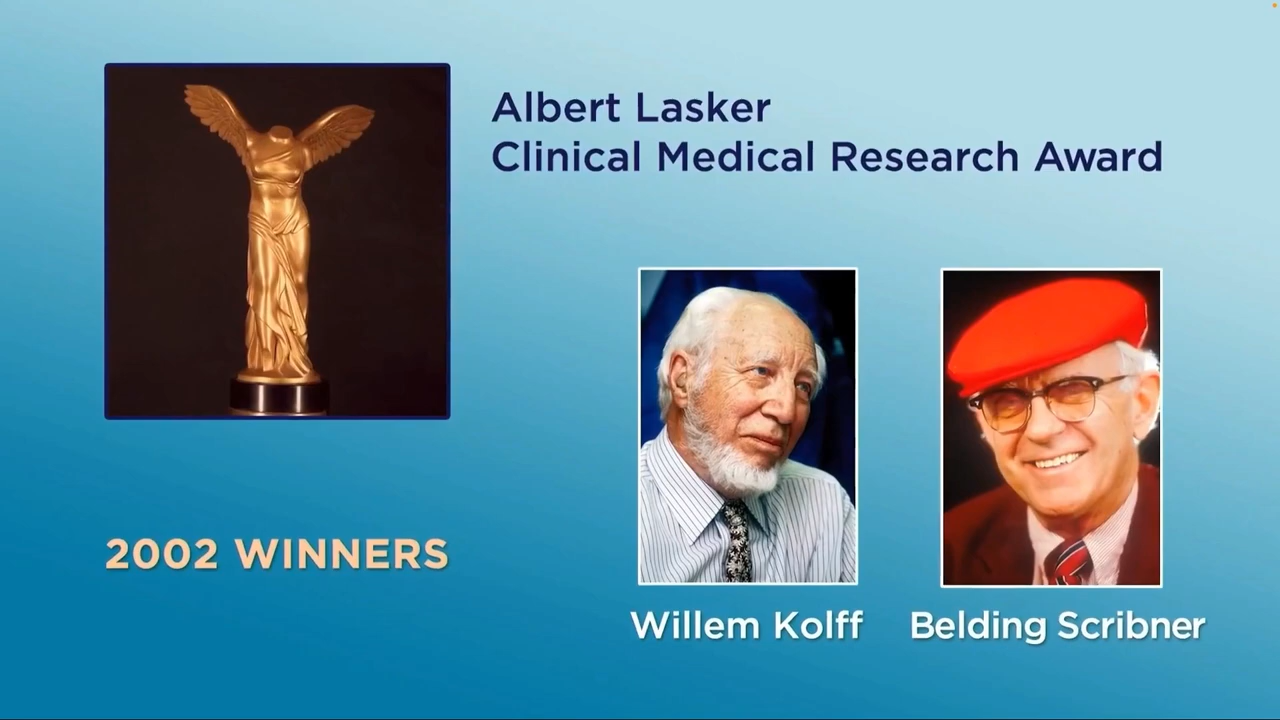 Albert Lasker
Clinical Medical Research Award
2002 WINNERS
Willem Kolff
Belding Scribner